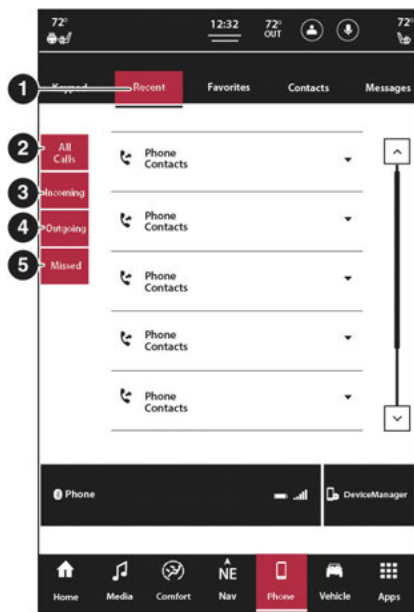 72°
12:32
72°
OUT
72°
1
Keypad
Recent
Favorites
Contacts
Messages
2
All
Calls
3
Incoming
4
Outgoing
5
Missed
Phone
Contacts
Phone
Contacts
Phone
Contacts
Phone
Contacts
Phone
Contacts
Phone
DeviceManager
NE
Home
Media
Comfort
Nav
Phone
Vehicle
Apps